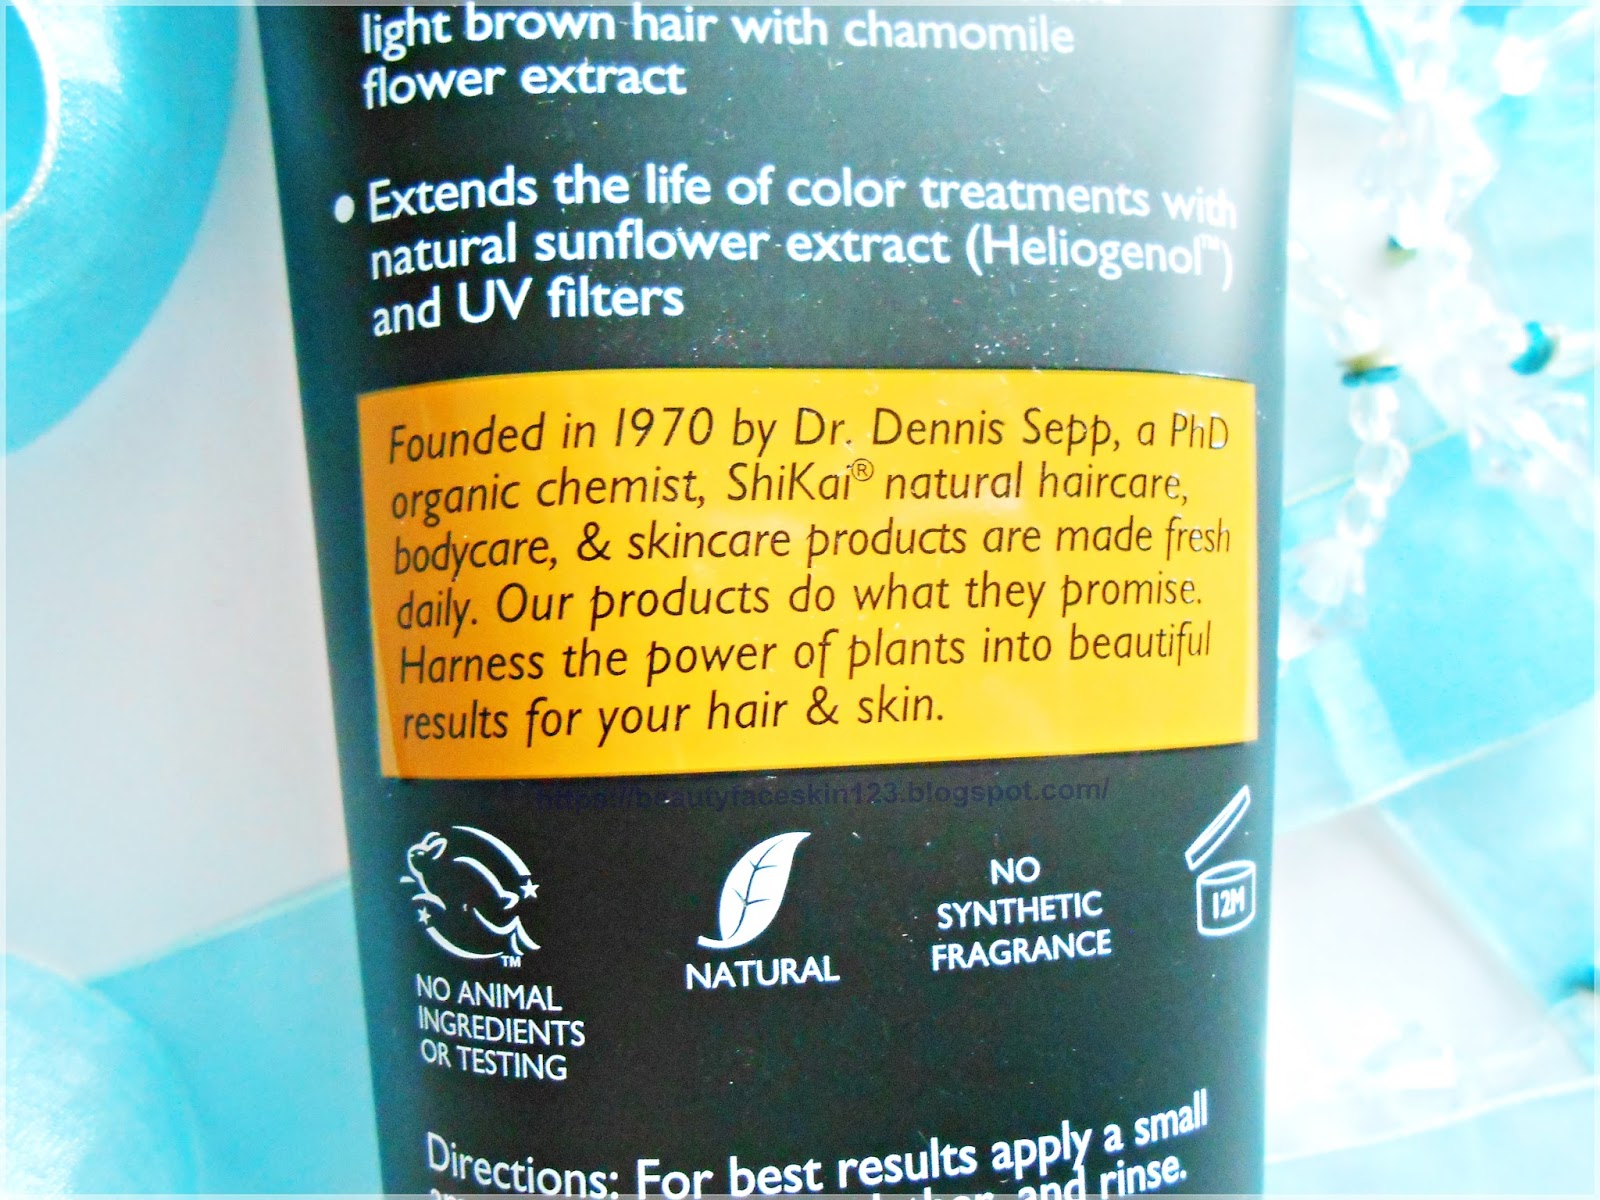 light brown hair with chamomile
flower extract
• Extends the life of color treatments with
natural sunflower extract (Heliogenol™)
and UV filters
Founded in 1970 by Dr. Dennis Sepp, a PhD
organic chemist, ShiKai® natural haircare,
bodycare, & skincare products are made fresh
daily. Our products do what they promise.
Harness the power of plants into beautiful
results for your hair & skin.
https://beautyfaceskin123.blogspot.com/
TM
NO ANIMAL
INGREDIENTS
OR TESTING
NATURAL
NO
SYNTHETIC
FRAGRANCE
12M
Directions: For best results apply a small
and rinse.